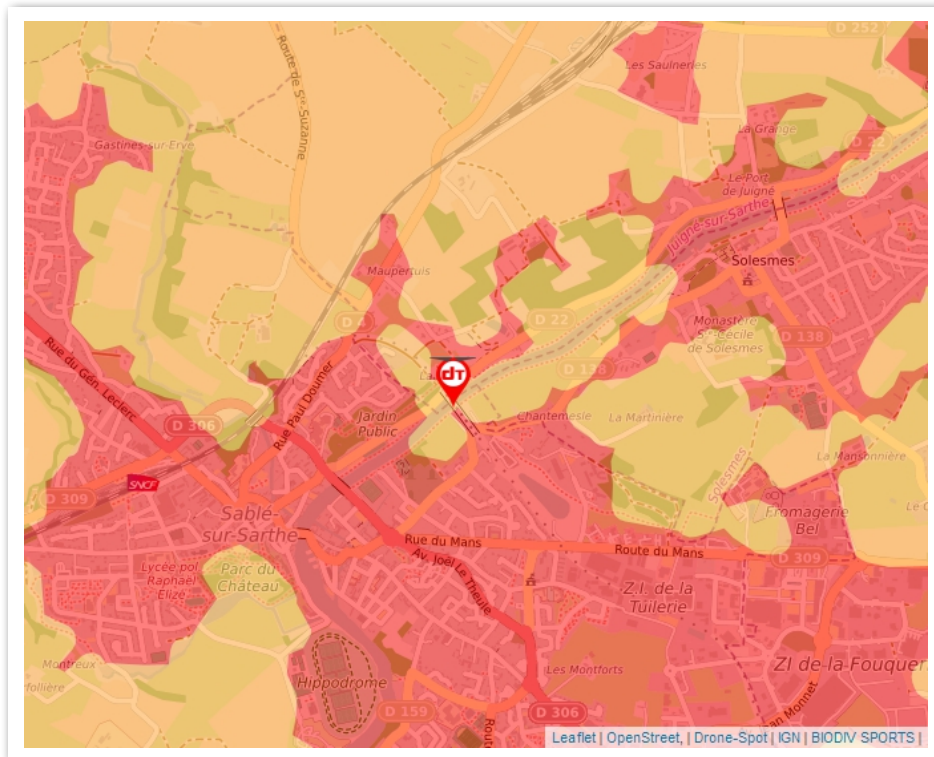 D 252
Les Saulneries
Route de Ste-Suzanne
La Grange
D 22
Gastines-sur-Erve
Le Port
de Juigné
Juigné-sur-Sarthe
Solesmes
Maupertuis
D 22
Monastère
Ste-Cécile
de Solesmes
D 138
Rue du Gén. Leclerc
Rue Paul Doumer
dT
D 138
Jardin
Public
Chantemesle
La Martinière
D 306
La Mansonnière
Solesmes
SNCF
D 309
Sablé-
sur-Sarthe
Fromagerie
Bel
Rue du Mans
Route du Mans
D 309
Av. Joël Le Theule
Lycée pol
Raphaël
Elizé
Parc du
Château
Z.I. de la
Tuilerie
Montreux
Les Montforts
ZI de la Fouquer
Hippodrome
D 159
D 306
an Monnet
Leaflet | OpenStreet, | Drone-Spot | IGN | BIODIV SPORTS |